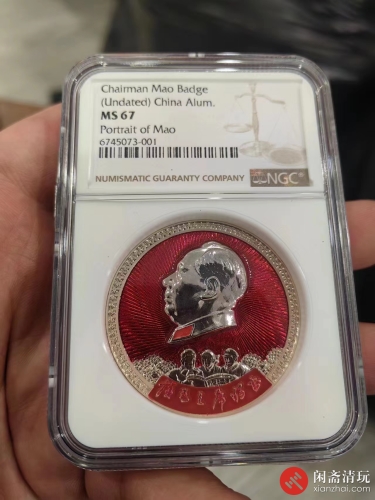 Chairman Mao Badge
(Undated) China Alum.
MS 67
Portrait of Mao
6745073-001
NUMISMATIC GUARANTY COMPANY
NGC
闲斋清玩
xianzhai.com